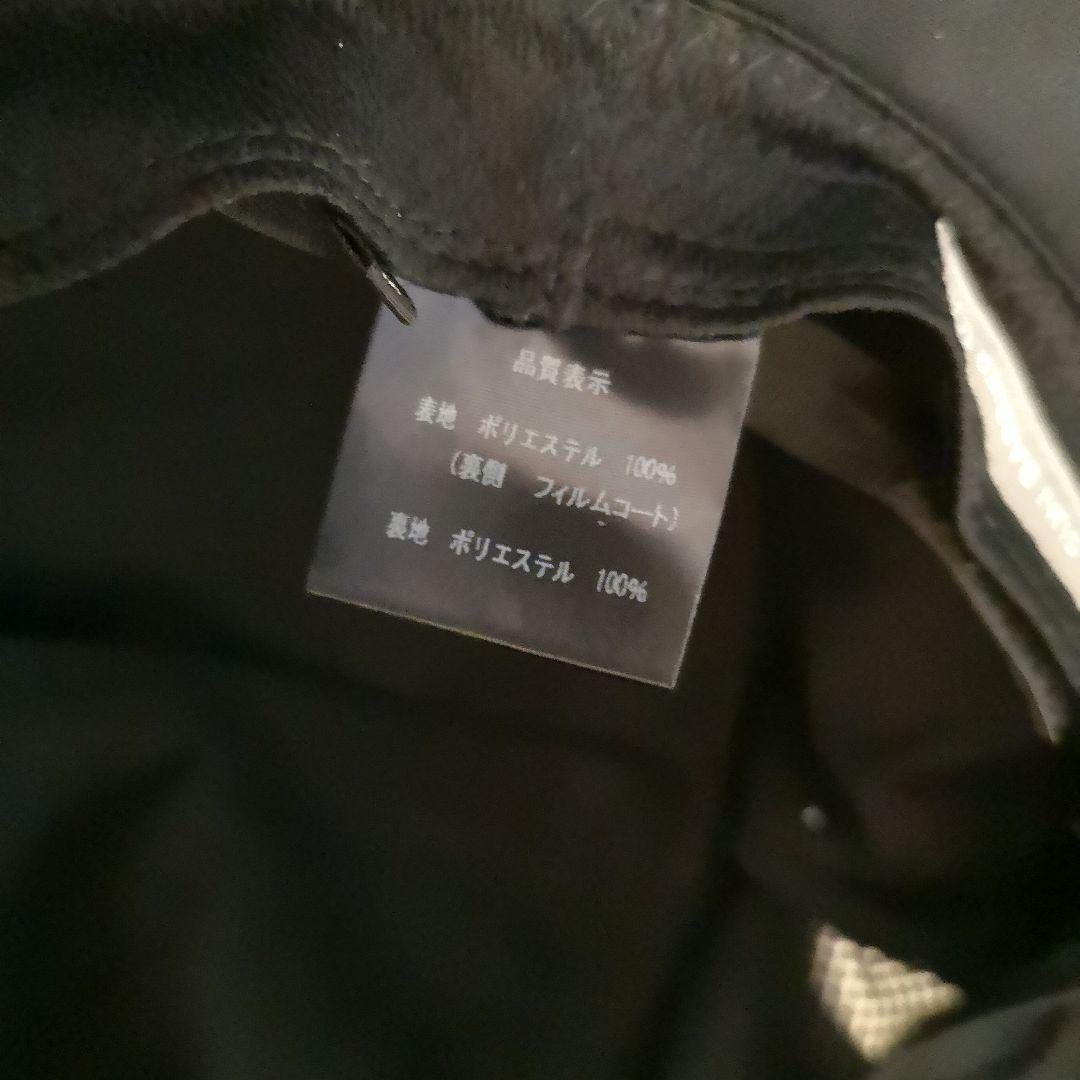 品質表示
表地 ポリエステル 100%
(裏側 フィルムコート)
裏地 ポリエステル 100%